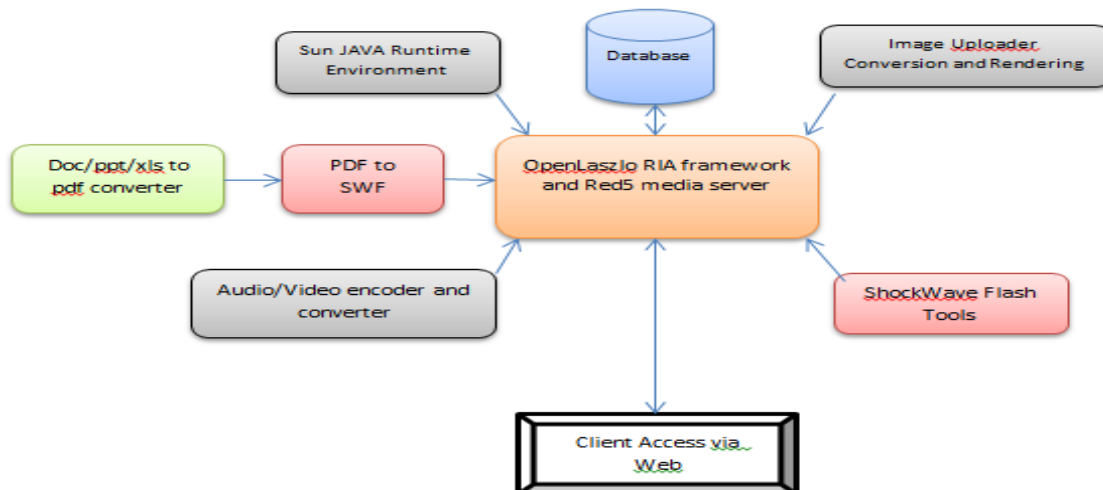 Sun JAVA Runtime
Environment
Database
Image Uploader
Conversion and Rendering
Doc/ppt/xls to
pdf converter
PDF to
SWF
OpenLaszlo RIA framework
and Red5 media server
Audio/Video encoder and
converter
ShockWave Flash
Tools
Client Access via
Web